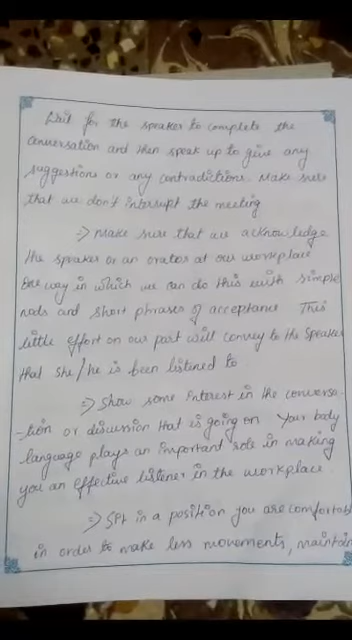 Wait for the speaker to complete the
conversation and then speak up to give any
suggestions or any contradictions. Make sure
that we don't interrupt the meeting
=> Make sure that we acknowledge
the speaker or an orator at our workplace
One way in which we can do this with simple
nods and short phrases of acceptance This
little effort on our part will convey to the speaker
that she/he is been listened to
=> Show some interest in the conversa-
-tion or discussion that is going on. Your body
language plays an important role in making
you an effective listener in the workplace.
=> Sit in a position you are comfortab
in order to make less movements, maintain